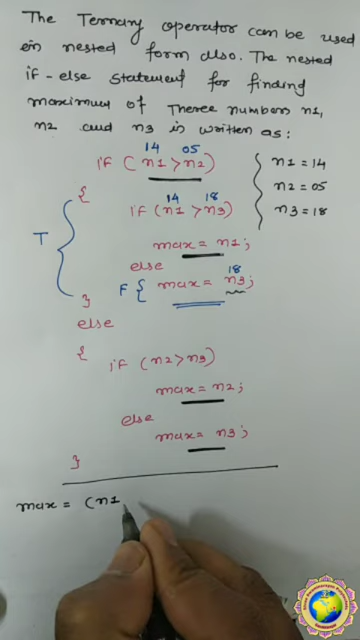 The Ternary operator can be used
in nested form also. The nested
if-else statement for finding
maximum of Theree numbers n1,
n2 and n3 is written as:
14 05
if (n1>n2)
n1 = 14
n2 = 05
n3 = 18
{
14 18
if (n1>n3)
T
max = n1;
else
18
F { max = n3;
}
else
{
if (n2>n3)
max = n2;
else
max = n3;
}
max = (n1